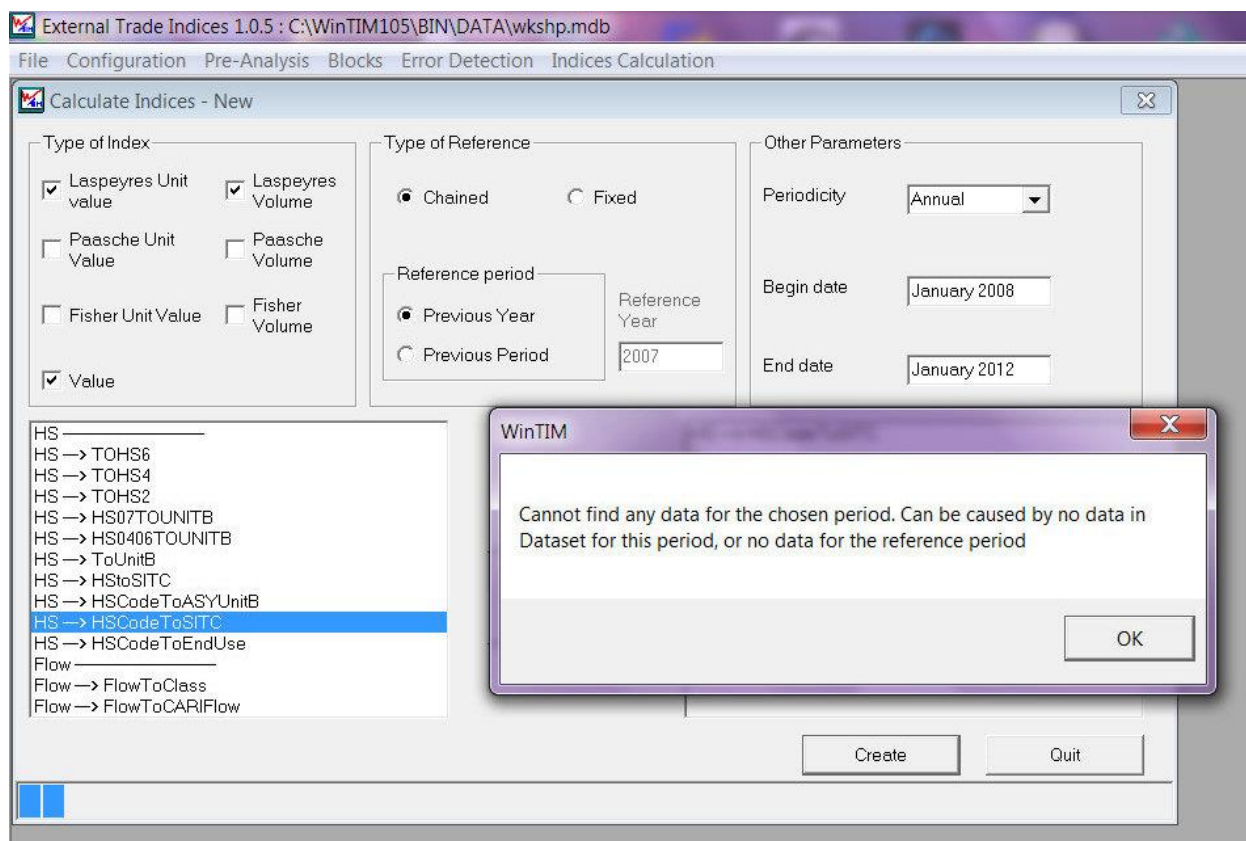 External Trade Indices 1.0.5 : C:\WinTIM105\BIN\DATA\wkshp.mdb
File Configuration Pre-Analysis Blocks Error Detection Indices Calculation
Calculate Indices - New
Type of Index
Laspeyres Unit
value
Laspeyres
Volume
Paasche Unit
Value
Paasche
Volume
Fisher Unit Value
Fisher
Volume
Value
Type of Reference
Chained
Fixed
Reference period
Previous Year
Previous Period
Reference
Year
2007
Other Parameters
Periodicity
Annual
Begin date
January 2008
End date
January 2012
HS
HS —> TOHS6
HS —> TOHS4
HS —> TOHS2
HS —> HS07TOUNITB
HS —> HS0406TOUNITB
HS —> ToUnitB
HS —> HStoSITC
HS —> HSCodeToASYUnitB
HS —> HSCodeToSITC
HS —> HSCodeToEndUse
Flow
Flow —> FlowToClass
Flow —> FlowToCARIFlow
WinTIM
Cannot find any data for the chosen period. Can be caused by no data in
Dataset for this period, or no data for the reference period
OK
Create
Quit